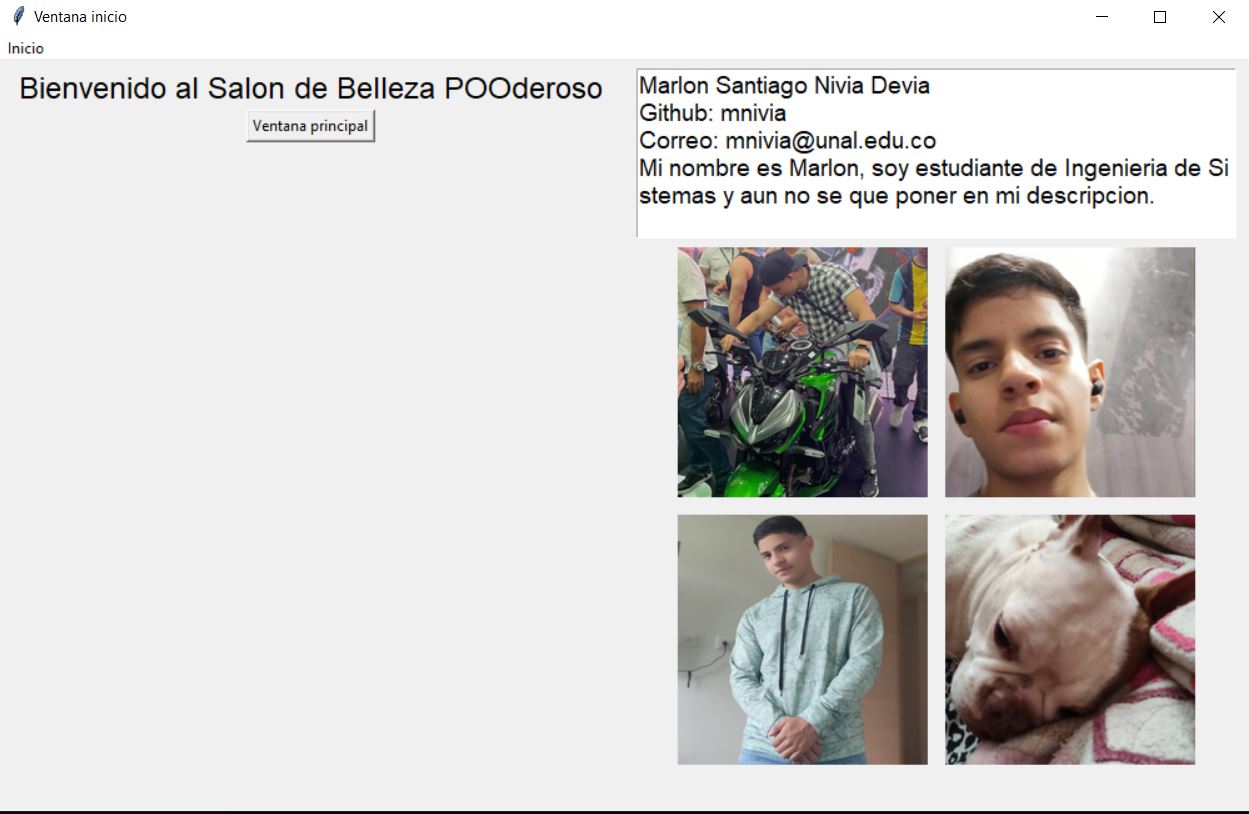 Ventana inicio
Inicio
Bienvenido al Salon de Belleza POOderoso
Ventana principal
Marlon Santiago Nivia Devia
Github: mnivia
Correo: mnivia@unal.edu.co
Mi nombre es Marlon, soy estudiante de Ingenieria de Si
stemas y aun no se que poner en mi descripcion.